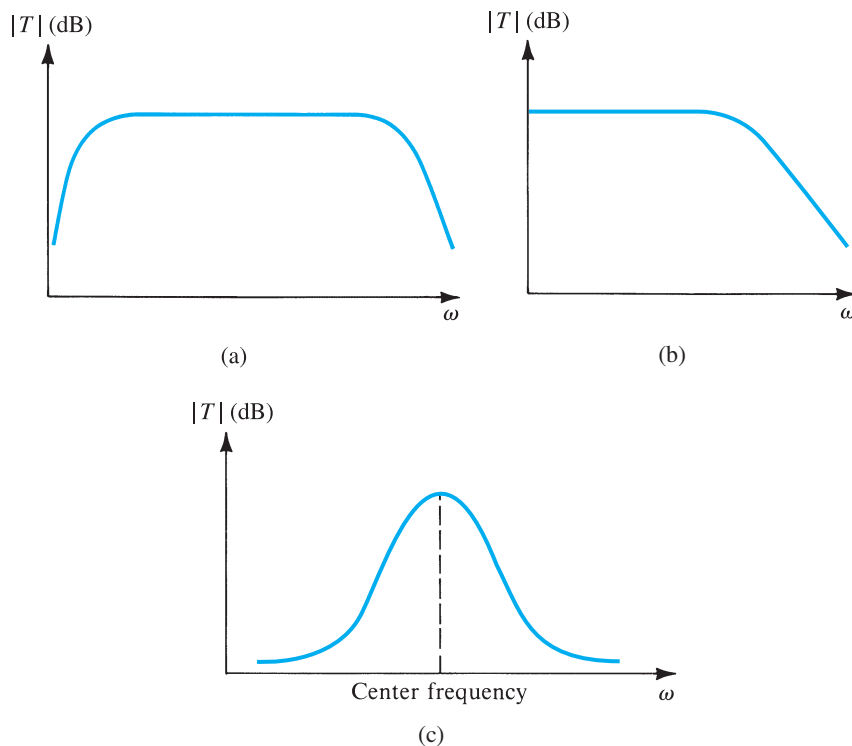 |T| (dB)
ω
(a)
|T| (dB)
ω
(b)
|T| (dB)
Center frequency
ω
(c)